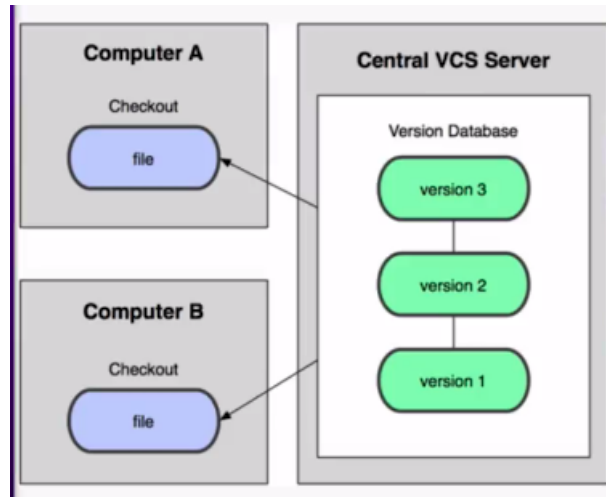 Computer A
Checkout
file
Computer B
Checkout
file
Central VCS Server
Version Database
version 3
version 2
version 1